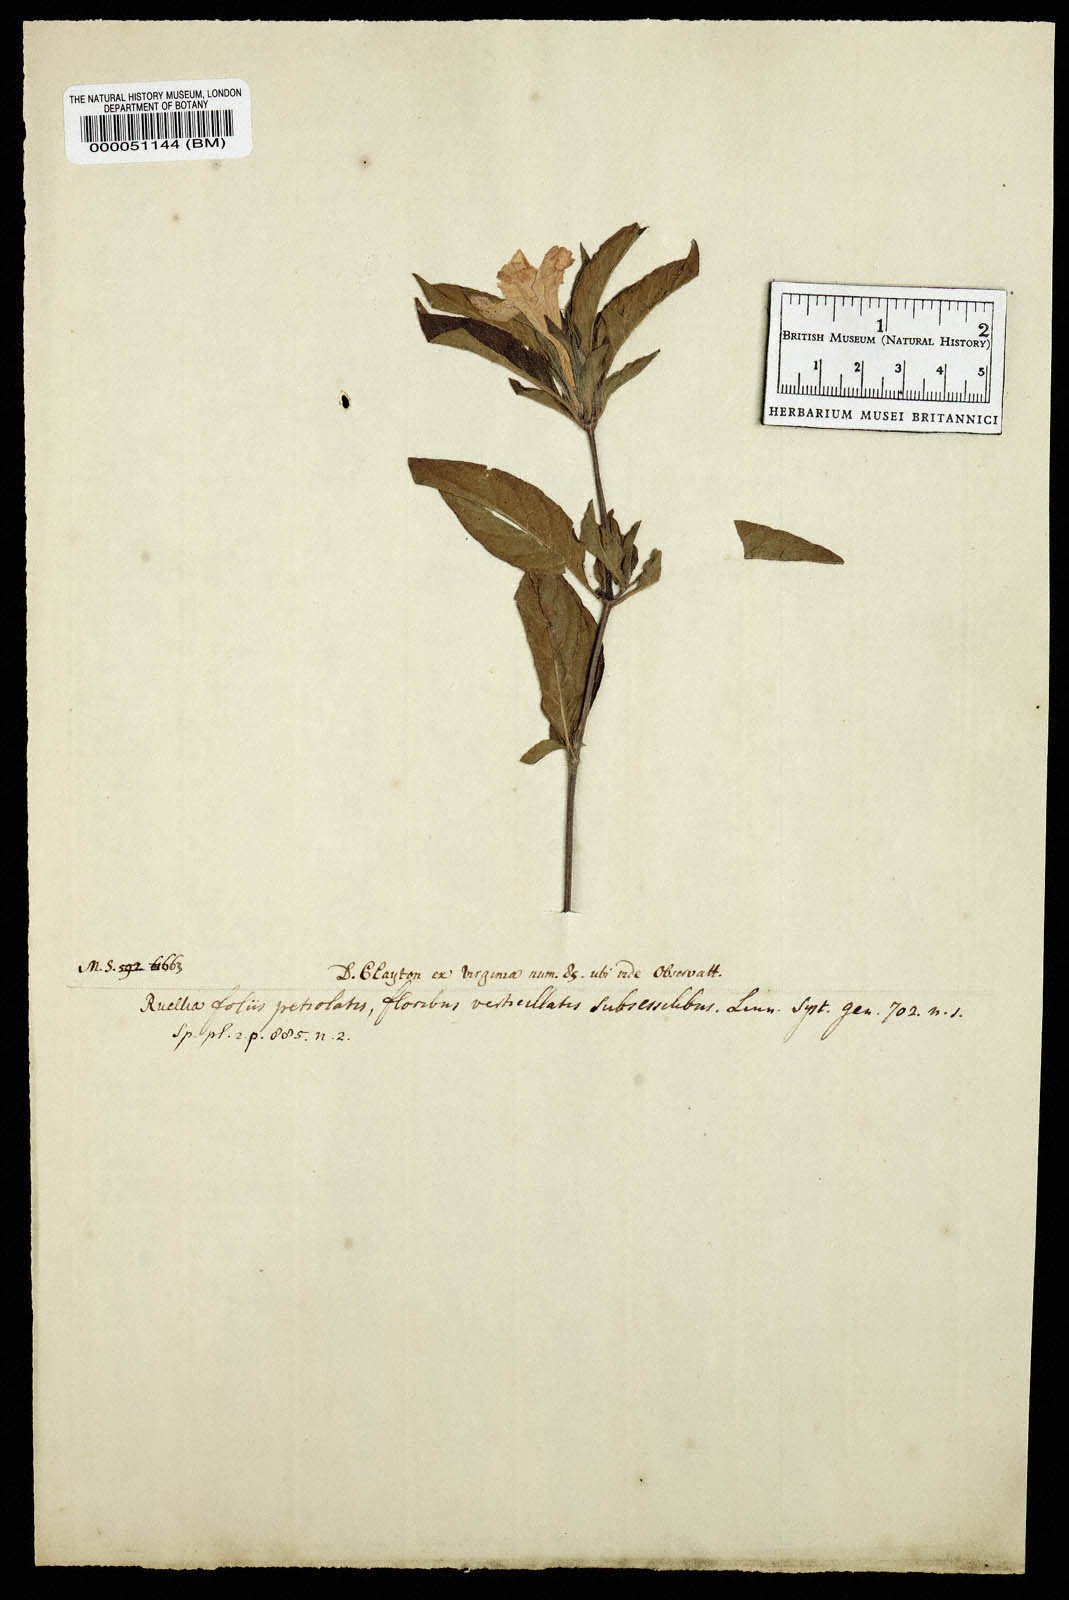 THE NATURAL HISTORY MUSEUM, LONDON
DEPARTMENT OF BOTANY
000051144 (BM)
1 2
BRITISH MUSEUM (NATURAL HISTORY)
1 2 3 4 5
HERBARIUM MUSEI BRITANNICI
M. S. 592 6663
D. Clayton ex Virginia num. 85. ubi vide Observatt.
Ruellia foliis petiolatis, floribus verticillatis subsessilibus. Linn. Syst. gen. 702. n. 1.
Sp. pl. 2. p. 885. n. 2.